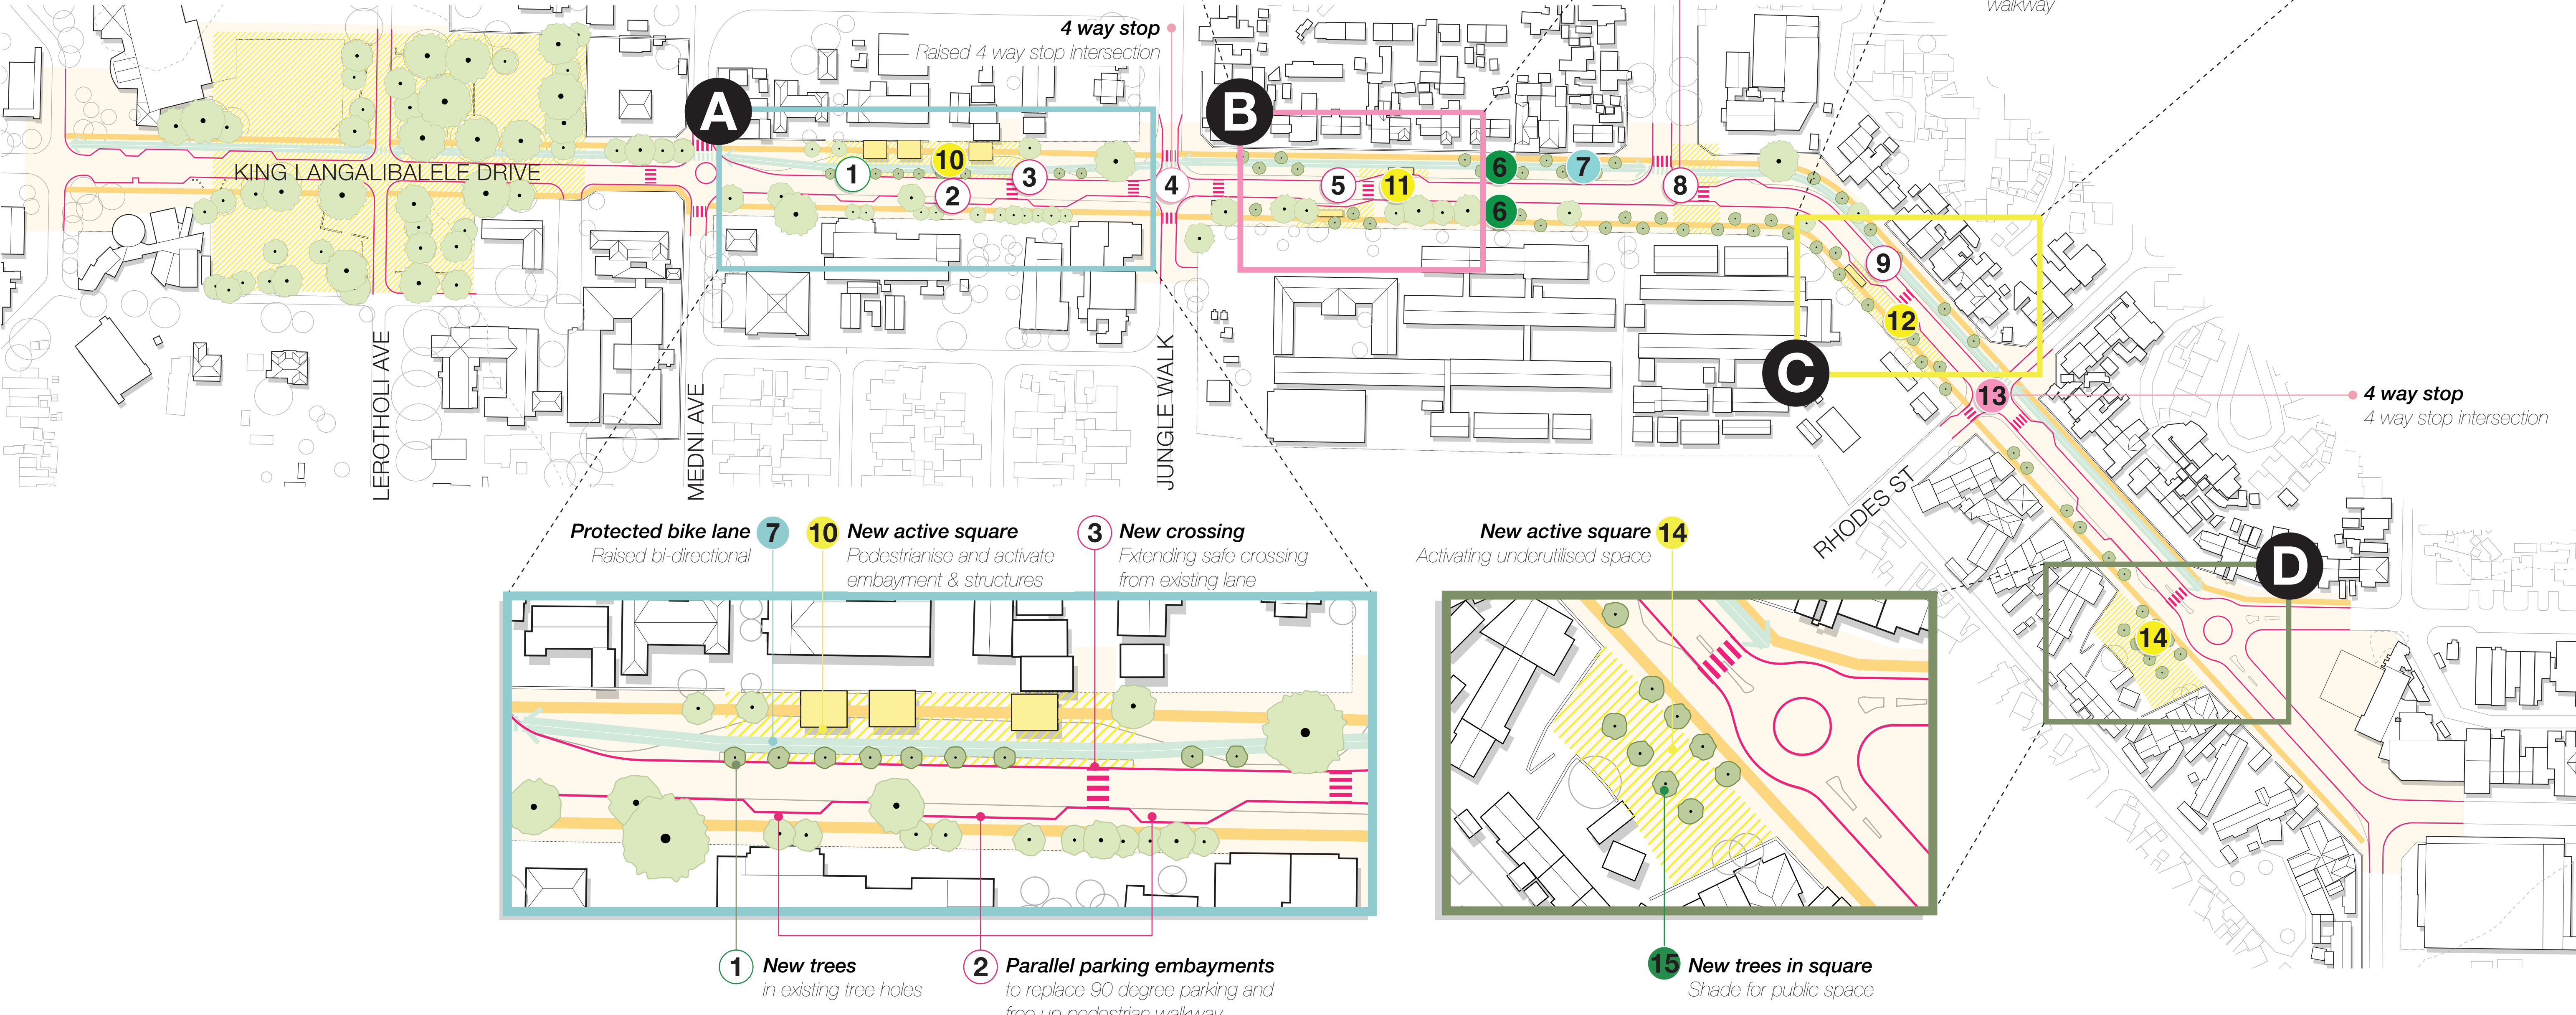 walkway
4 way stop
Raised 4 way stop intersection
A
B
KING LANGALIBALELE DRIVE
1
10
2
3
4
5
11
6
6
7
8
9
12
C
13
4 way stop
4 way stop intersection
LEROTHOLI AVE
MEDNI AVE
JUNGLE WALK
RHODES ST
D
14
Protected bike lane 7
Raised bi-directional
10 New active square
Pedestrianise and activate
embayment & structures
3 New crossing
Extending safe crossing
from existing lane
New active square 14
Activating underutilised space
1 New trees
in existing tree holes
2 Parallel parking embayments
to replace 90 degree parking and
free up pedestrian walkway
15 New trees in square
Shade for public space